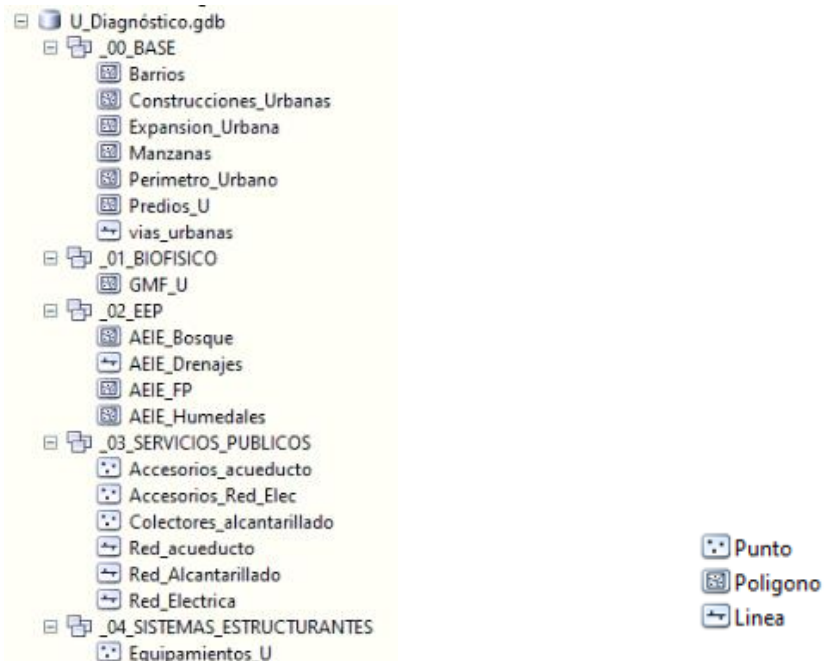 U_Diagnóstico.gdb
_00_BASE
Barrios
Construcciones_Urbanas
Expansion_Urbana
Manzanas
Perimetro_Urbano
Predios_U
vias_urbanas
_01_BIOFISICO
GMF_U
_02_EEP
AEIE_Bosque
AEIE_Drenajes
AEIE_FP
AEIE_Humedales
_03_SERVICIOS_PUBLICOS
Accesorios_acueducto
Accesorios_Red_Elec
Colectores_alcantarillado
Red_acueducto
Red_Alcantarillado
Red_Electrica
_04_SISTEMAS_ESTRUCTURANTES
Equipamientos_U
Punto
Poligono
Linea